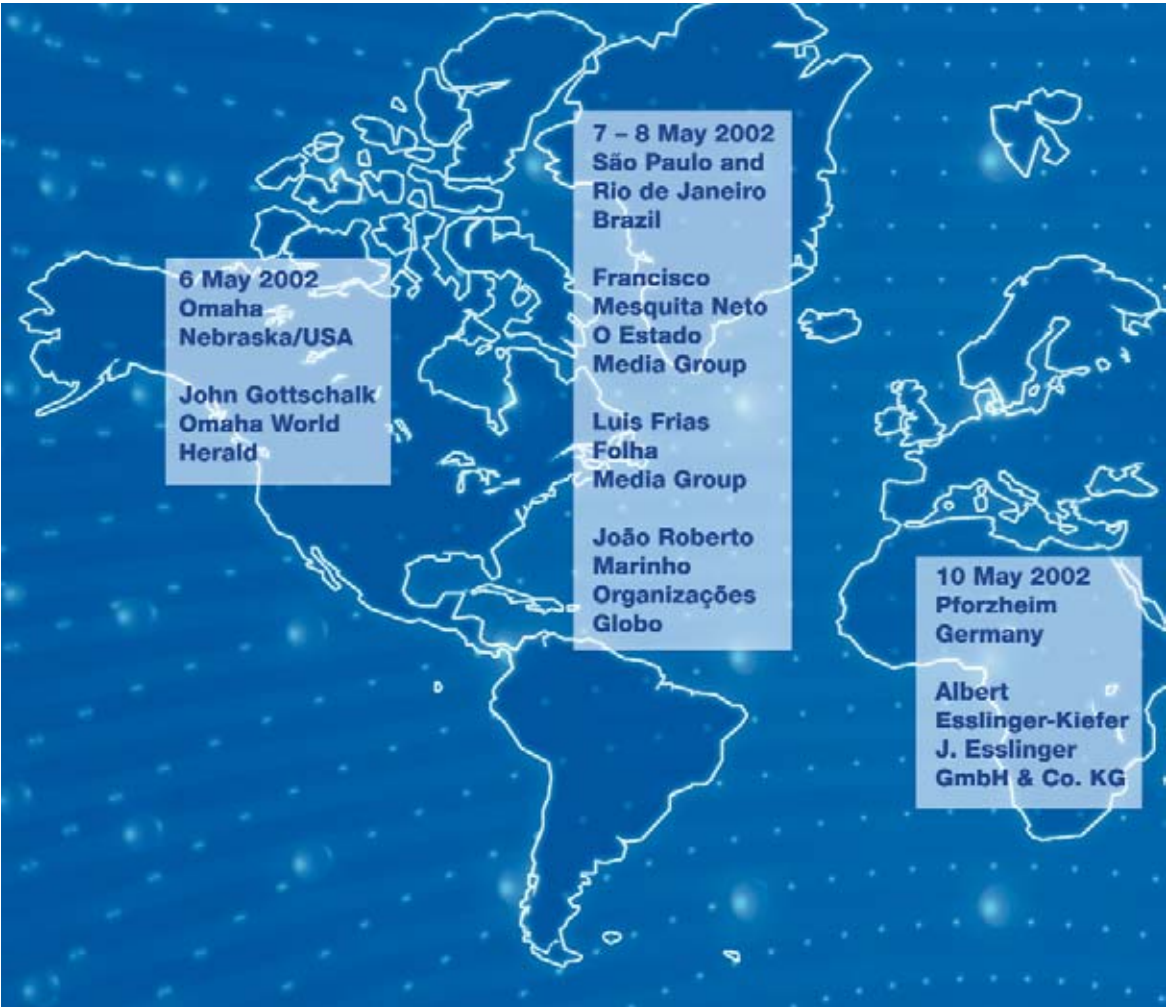 6 May 2002
Omaha
Nebraska/USA
John Gottschalk
Omaha World
Herald
7 – 8 May 2002
São Paulo and
Rio de Janeiro
Brazil
Francisco
Mesquita Neto
O Estado
Media Group
Luis Frias
Folha
Media Group
João Roberto
Marinho
Organizações
Globo
10 May 2002
Pforzheim
Germany
Albert
Esslinger-Kiefer
J. Esslinger
GmbH & Co. KG